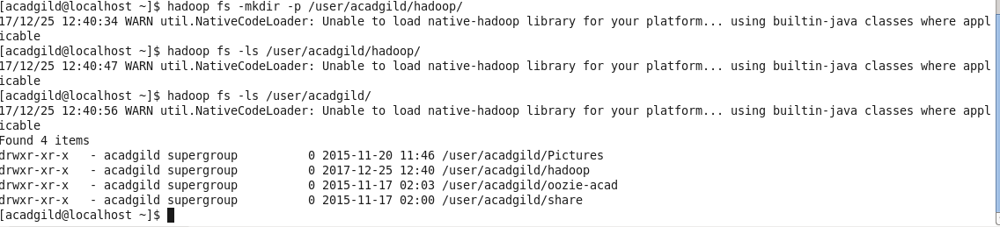 [acadgild@localhost ~]$ hadoop fs -mkdir -p /user/acadgild/hadoop/
17/12/25 12:40:34 WARN util.NativeCodeLoader: Unable to load native-hadoop library for your platform... using builtin-java classes where appl
icable
[acadgild@localhost ~]$ hadoop fs -ls /user/acadgild/hadoop/
17/12/25 12:40:47 WARN util.NativeCodeLoader: Unable to load native-hadoop library for your platform... using builtin-java classes where appl
icable
[acadgild@localhost ~]$ hadoop fs -ls /user/acadgild/
17/12/25 12:40:56 WARN util.NativeCodeLoader: Unable to load native-hadoop library for your platform... using builtin-java classes where appl
icable
Found 4 items
drwxr-xr-x   - acadgild supergroup          0 2015-11-20 11:46 /user/acadgild/Pictures
drwxr-xr-x   - acadgild supergroup          0 2017-12-25 12:40 /user/acadgild/hadoop
drwxr-xr-x   - acadgild supergroup          0 2015-11-17 02:03 /user/acadgild/oozie-acad
drwxr-xr-x   - acadgild supergroup          0 2015-11-17 02:00 /user/acadgild/share
[acadgild@localhost ~]$